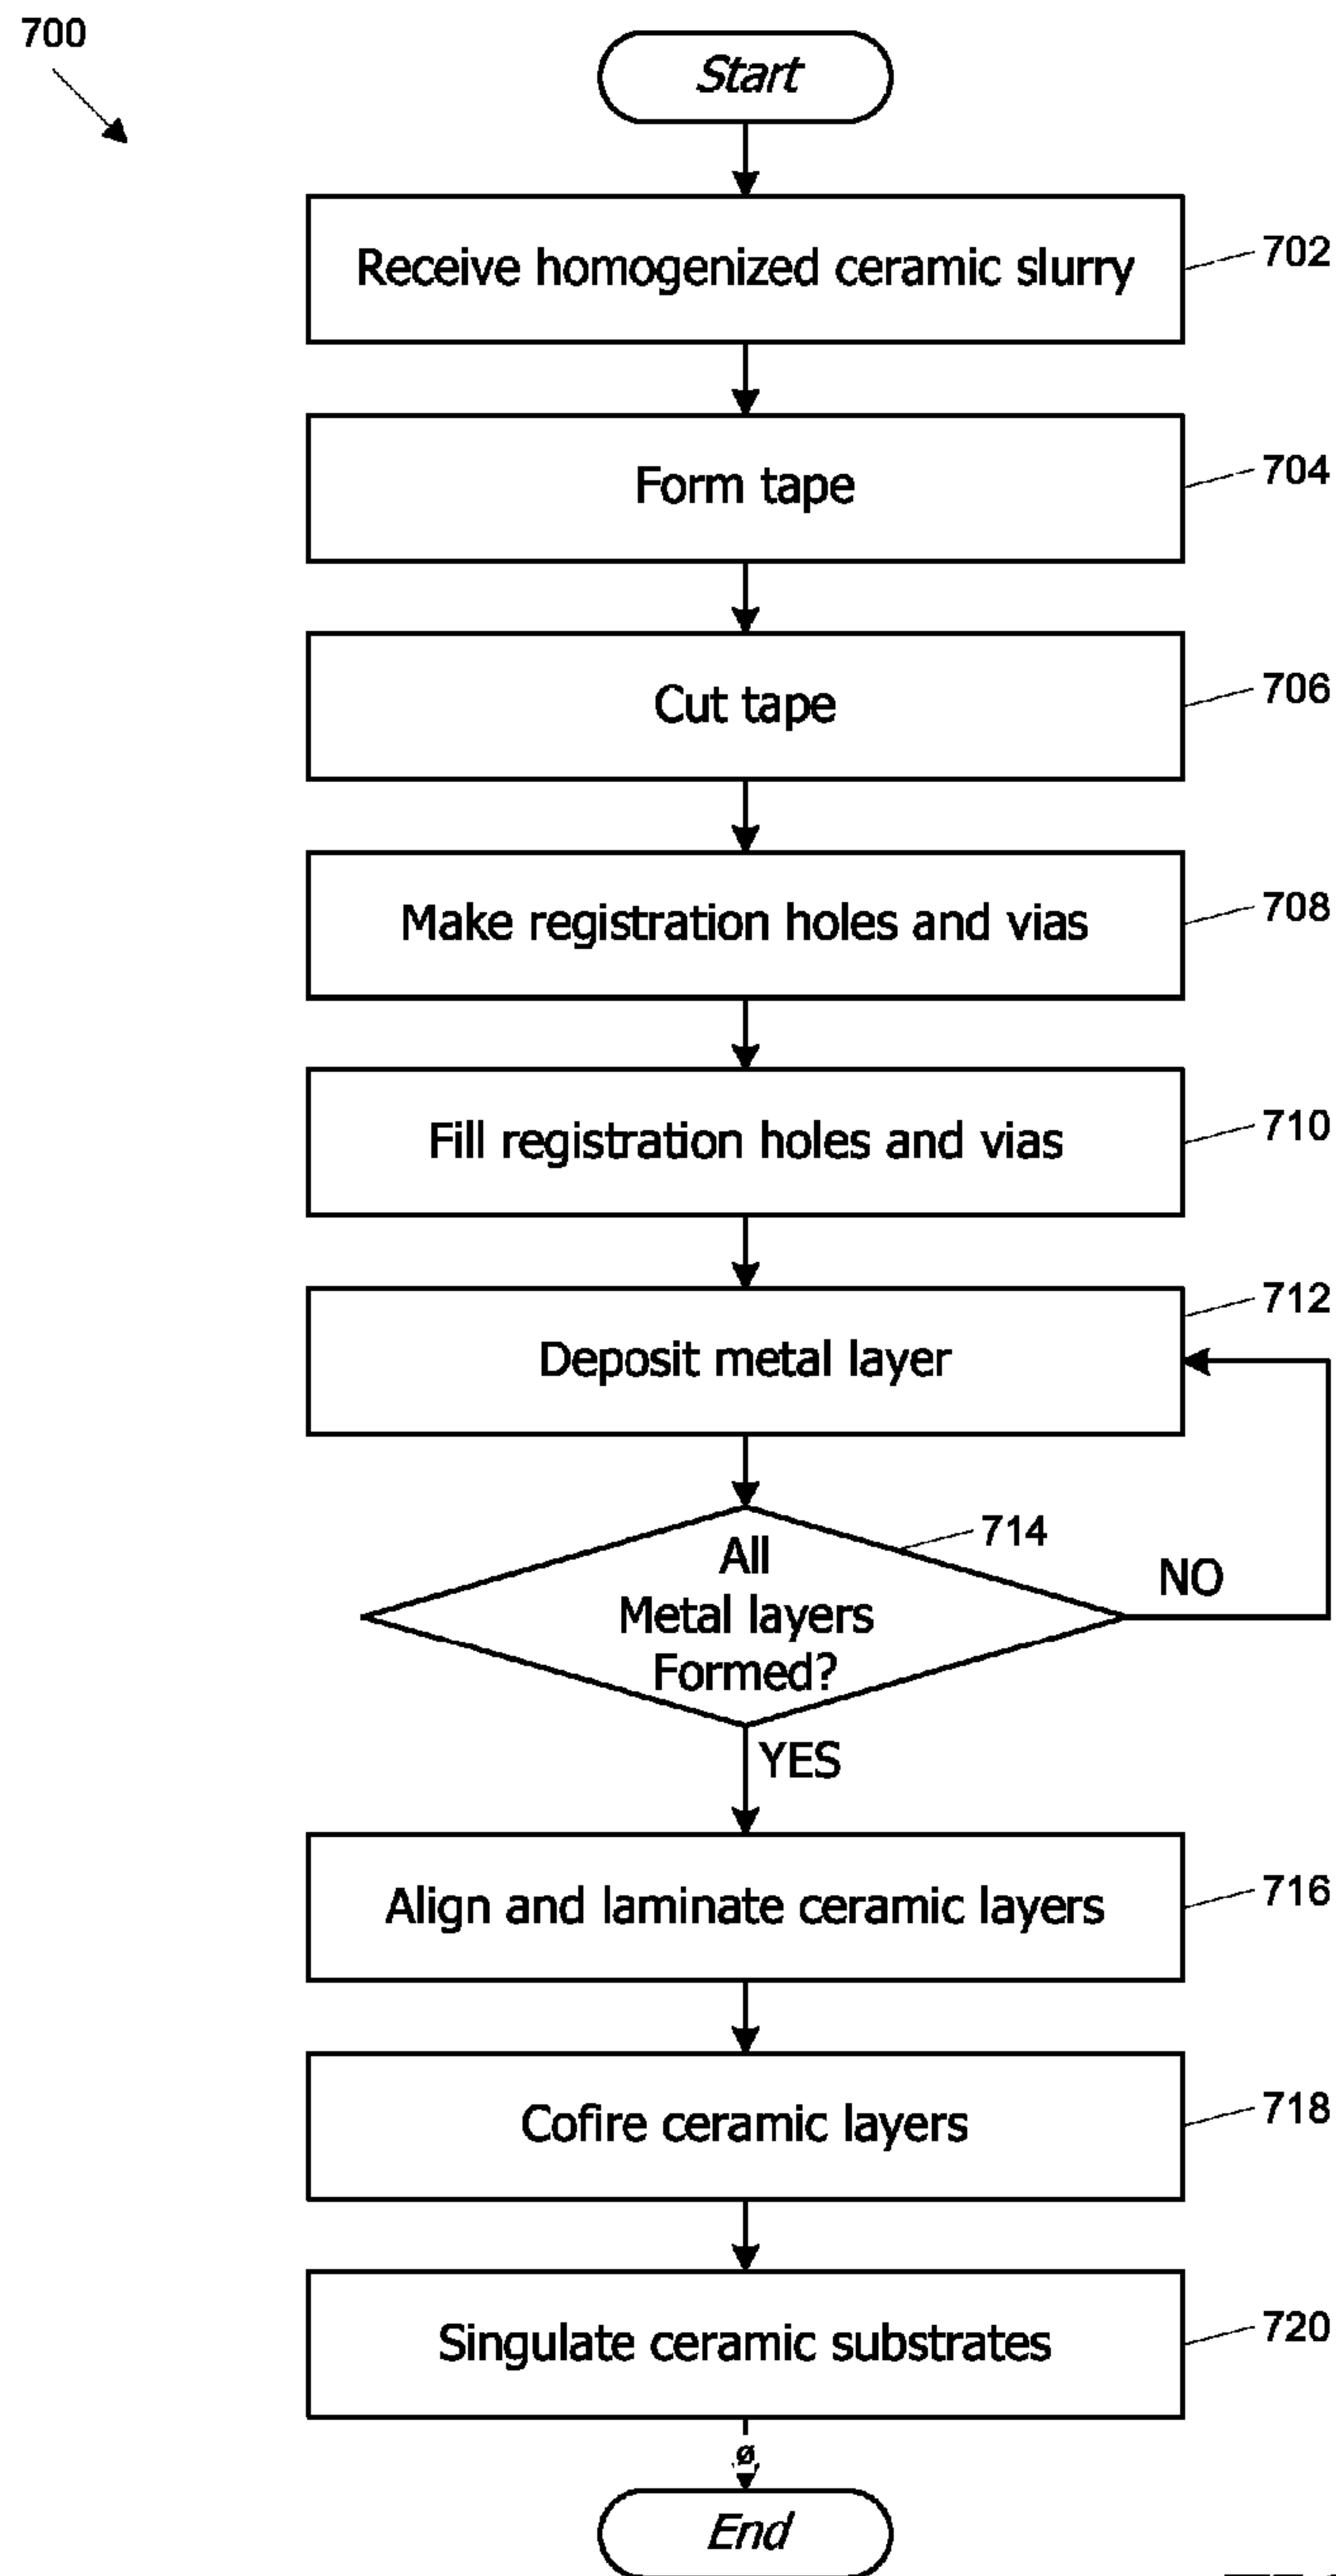 700
Start
Receive homogenized ceramic slurry
702
Form tape
704
Cut tape
706
Make registration holes and vias
708
Fill registration holes and vias
710
712
Deposit metal layer
714
All
Metal layers
Formed?
NO
YES
Align and laminate ceramic layers
716
Cofire ceramic layers
718
Singulate ceramic substrates
720
ø
End